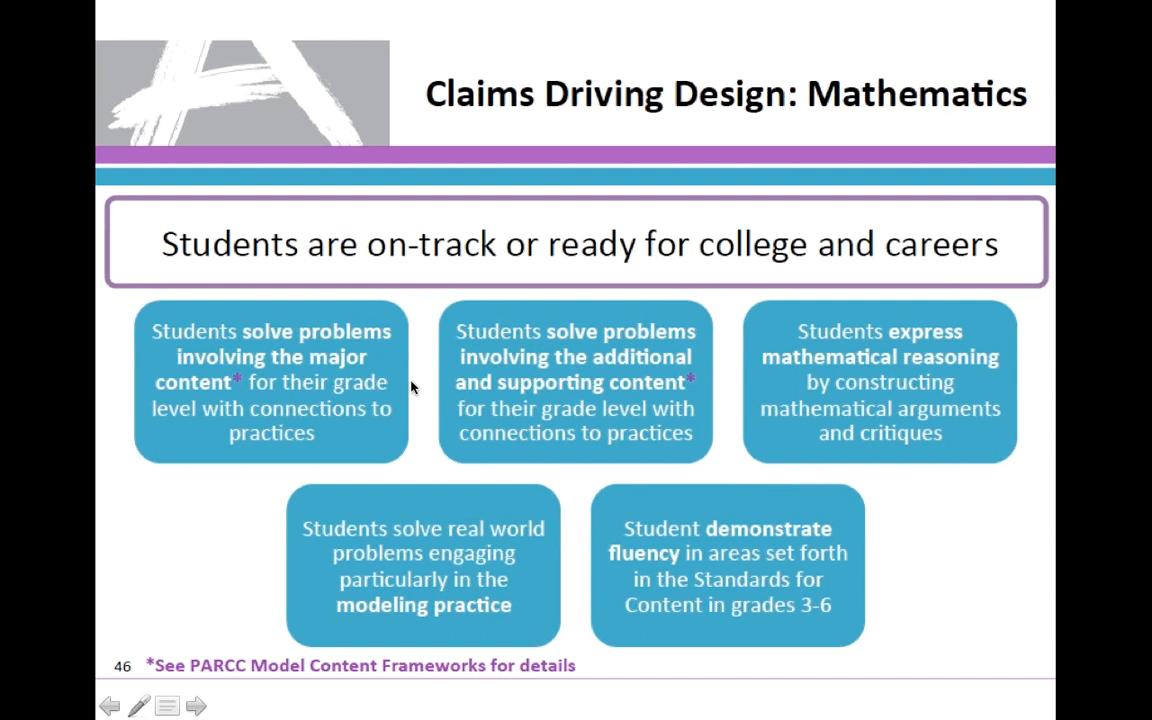 Claims Driving Design: Mathematics
Students are on-track or ready for college and careers
Students solve problems
involving the major
content* for their grade
level with connections to
practices
Students solve problems
involving the additional
and supporting content*
for their grade level with
connections to practices
Students express
mathematical reasoning
by constructing
mathematical arguments
and critiques
Students solve real world
problems engaging
particularly in the
modeling practice
Student demonstrate
fluency in areas set forth
in the Standards for
Content in grades 3-6
46 *See PARCC Model Content Frameworks for details